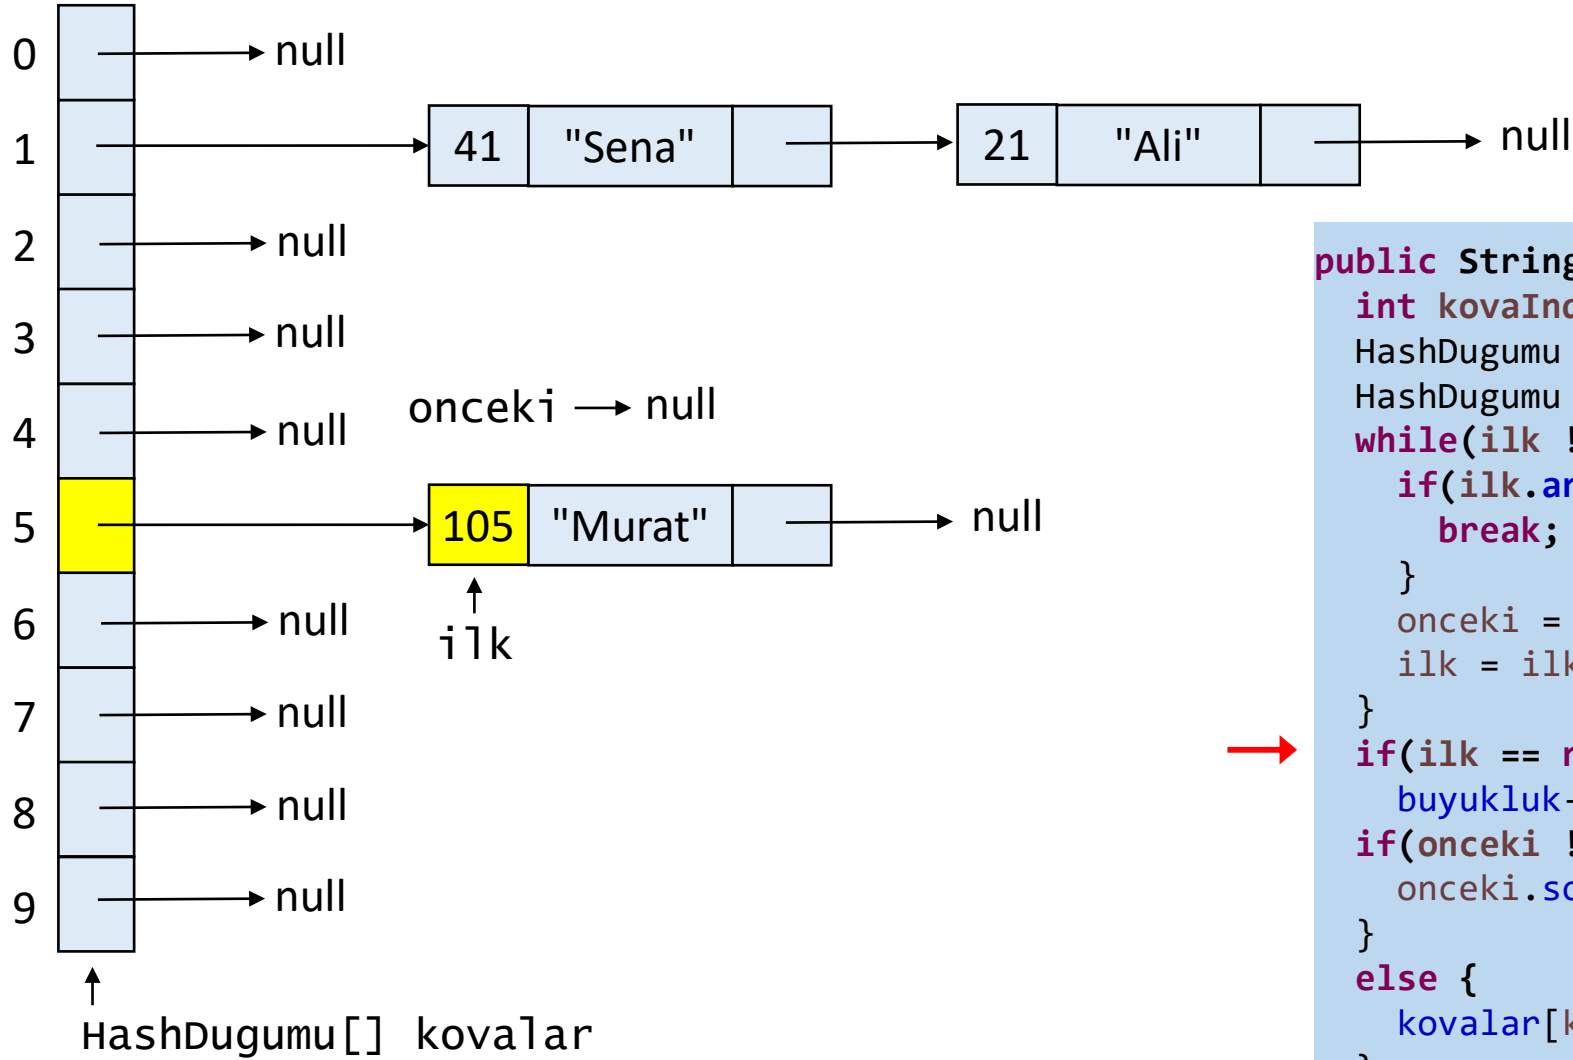 0 null
1 41 "Sena" 21 "Ali" null
2 null
3 null
4 null
onceki null
5 105 "Murat" null
ilk
6 null
7 null
8 null
9 null
HashDugumu[] kovalar
public String
int kovaInd
HashDugumu
HashDugumu
while(ilk !
if(ilk.an
break;
}
onceki =
ilk = ilk
}
if(ilk == n
buyukluk-
if(onceki !
onceki.so
}
else {
kovalar[k
}